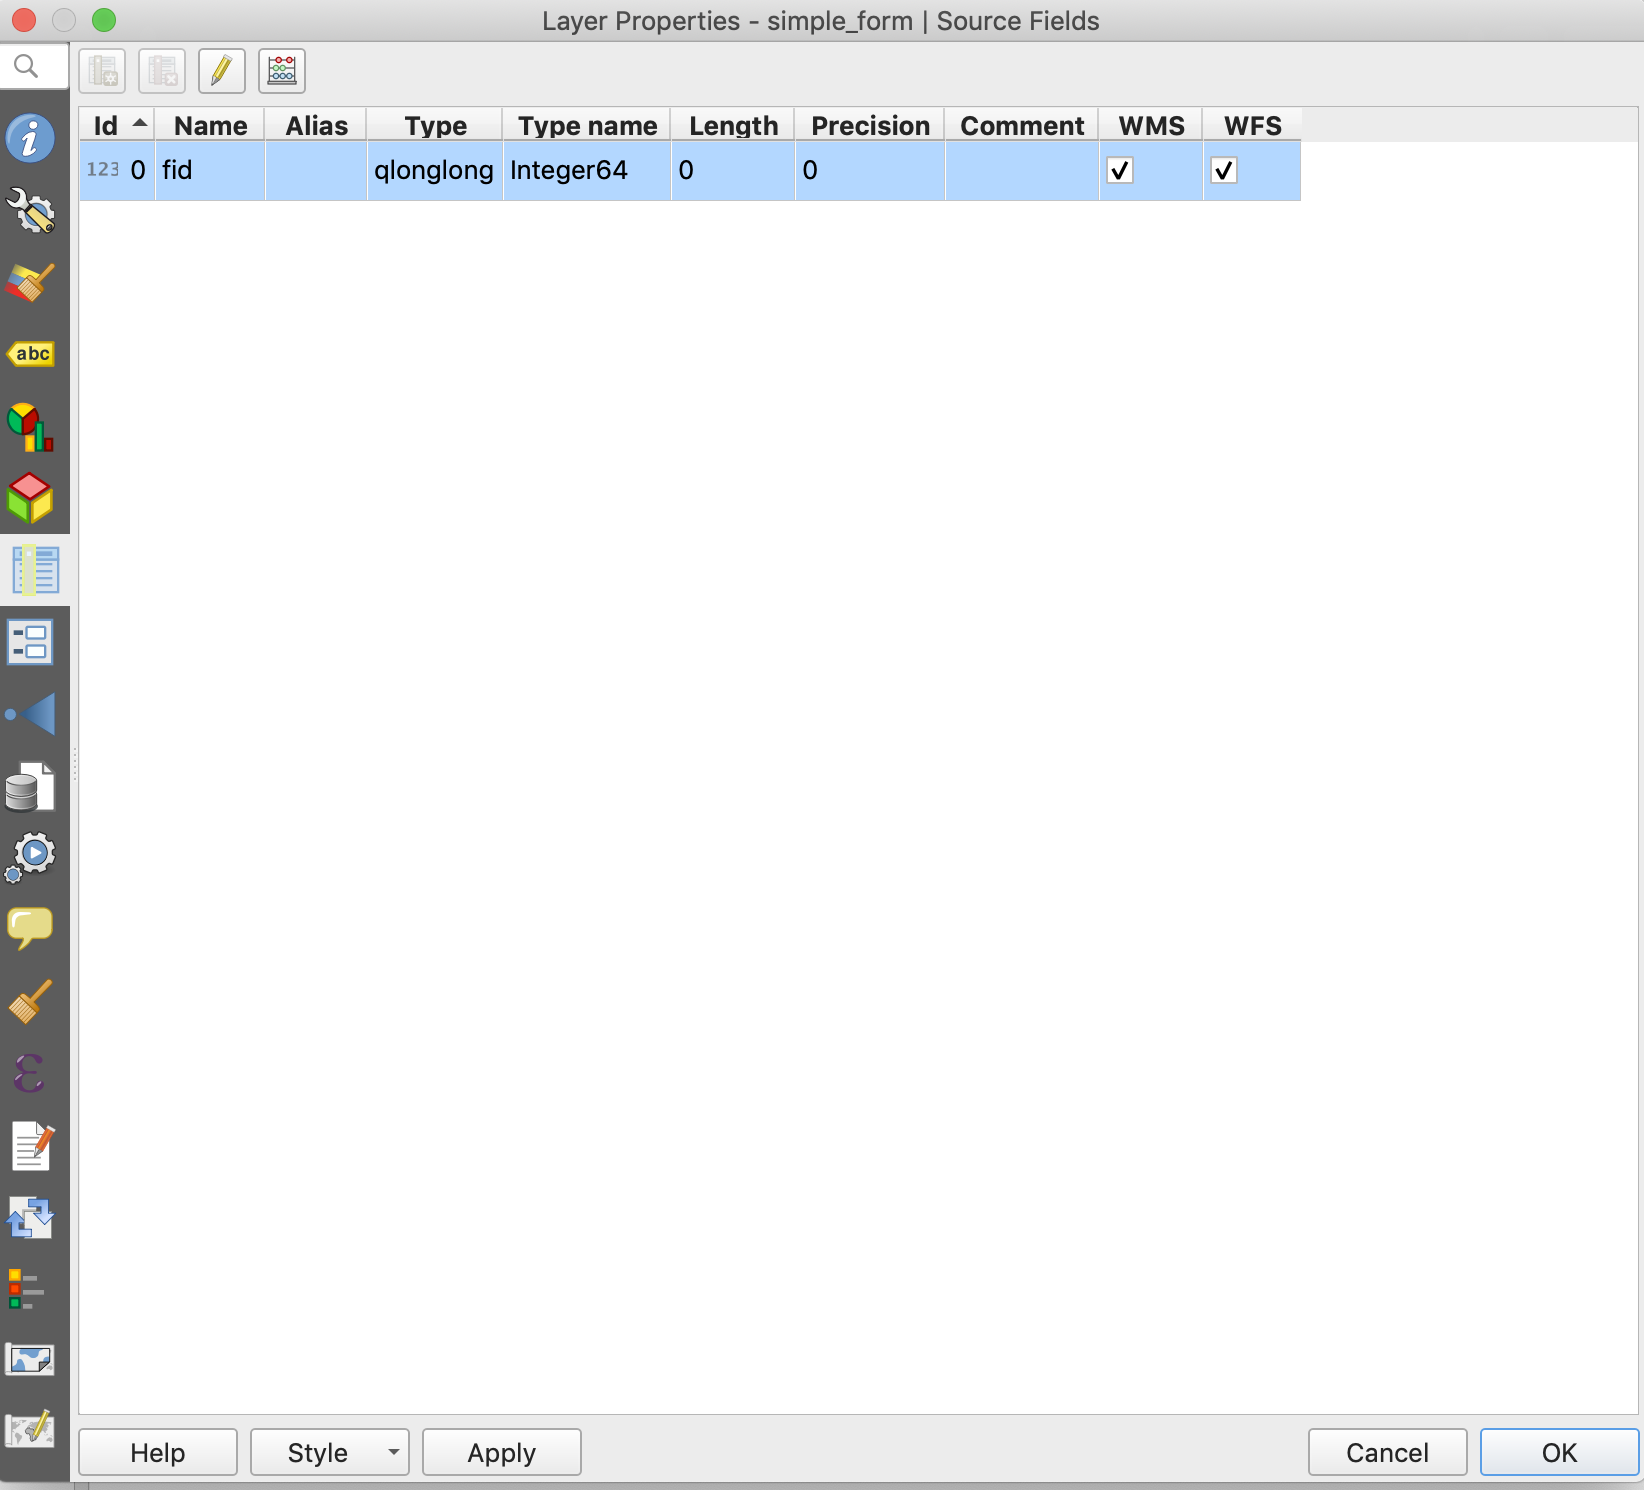 Layer Properties - simple_form | Source Fields
Id Name Alias Type Type name Length Precision Comment WMS WFS
123 0 fid qlonglong Integer64 0 0
abc
ε
Help Style Apply Cancel OK